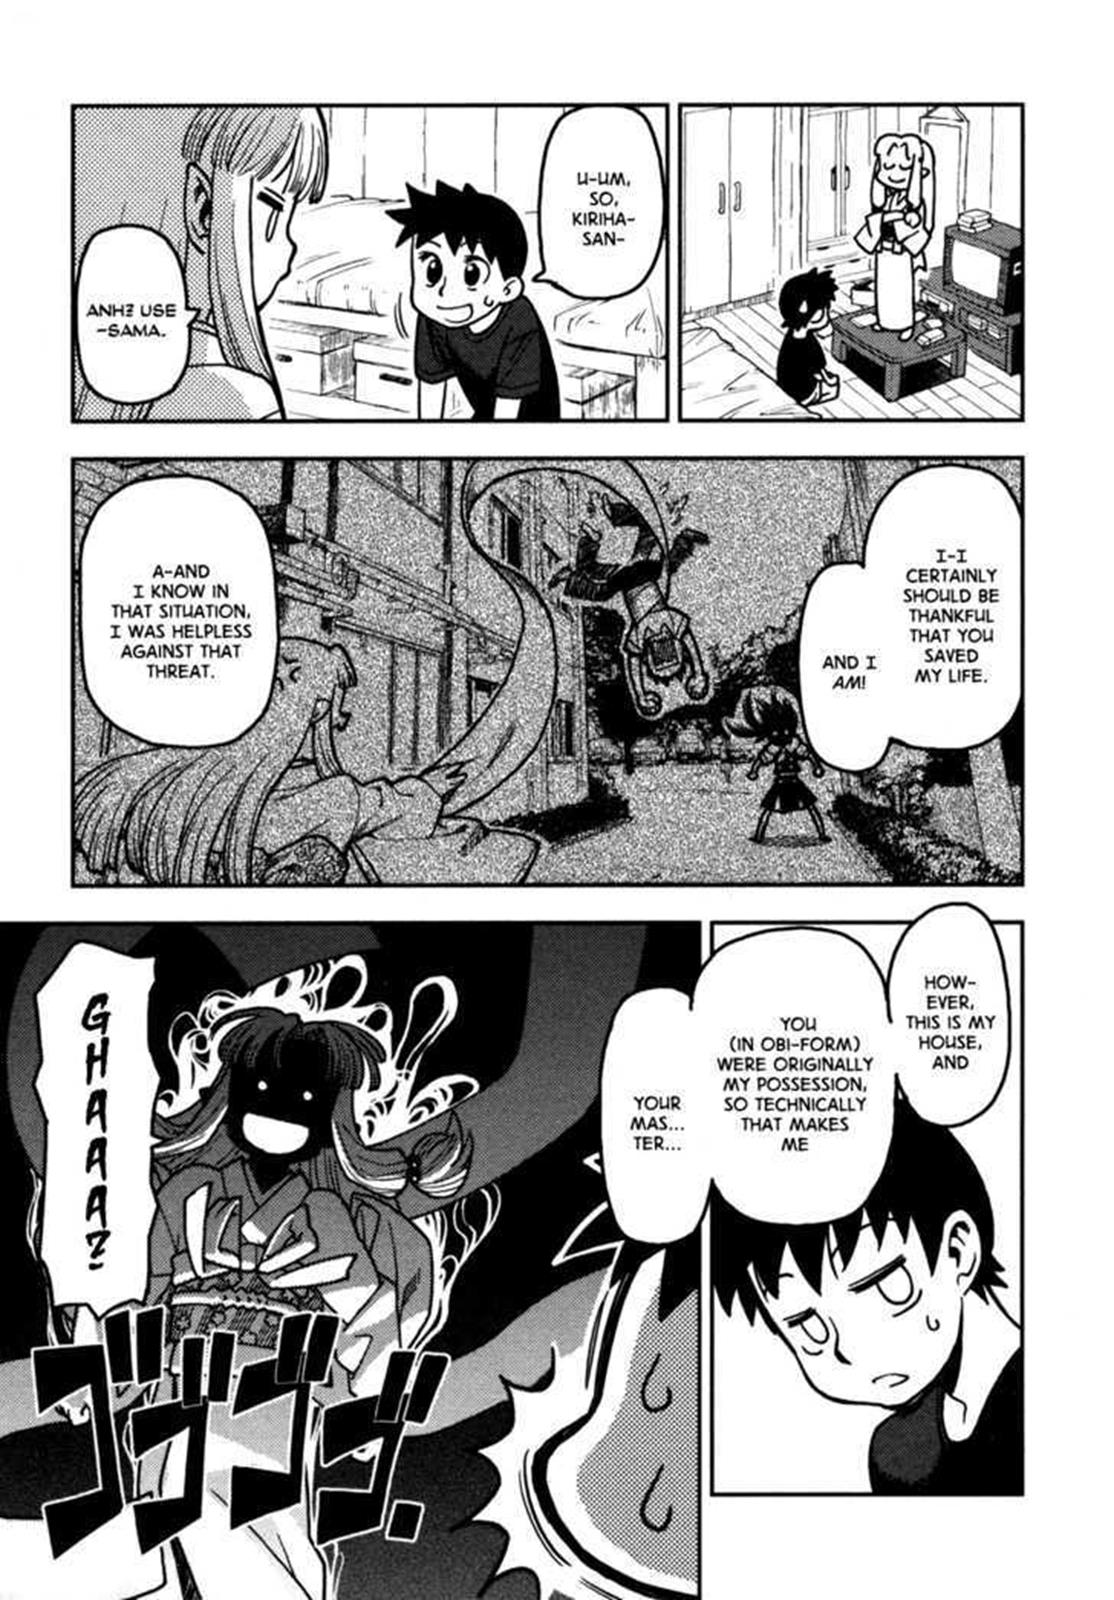 U-UM,
SO,
KIRIHA-
SAN-
ANH? USE
-SAMA.
I-I
CERTAINLY
SHOULD BE
THANKFUL
THAT YOU
SAVED
MY LIFE.
AND I
AM!
A-AND
I KNOW IN
THAT SITUATION,
I WAS HELPLESS
AGAINST THAT
THREAT.
HOW-
EVER,
THIS IS MY
HOUSE,
AND
YOU
(IN OBI-FORM)
WERE ORIGINALLY
MY POSSESSION,
SO TECHNICALLY
THAT MAKES
ME
YOUR
MAS...
TER...
GHAAAA?
ゴゴゴゴ